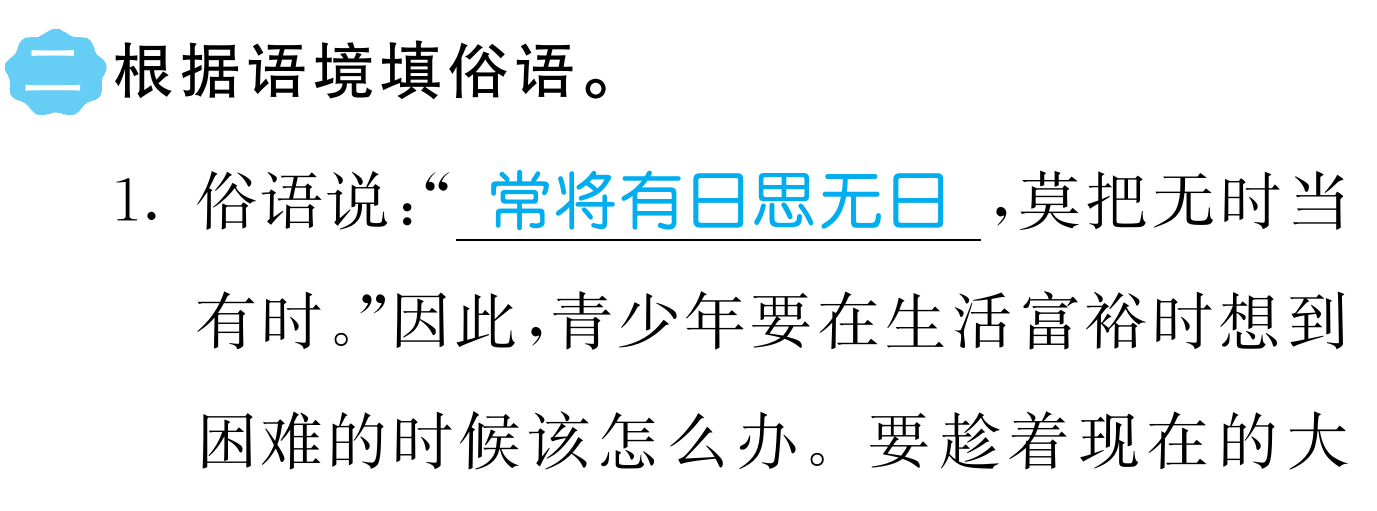 二 根据语境填俗语。
1. 俗语说:“ 常将有日思无日 ,莫把无时当
有时。”因此,青少年要在生活富裕时想到
困难的时候该怎么办。要趁着现在的大